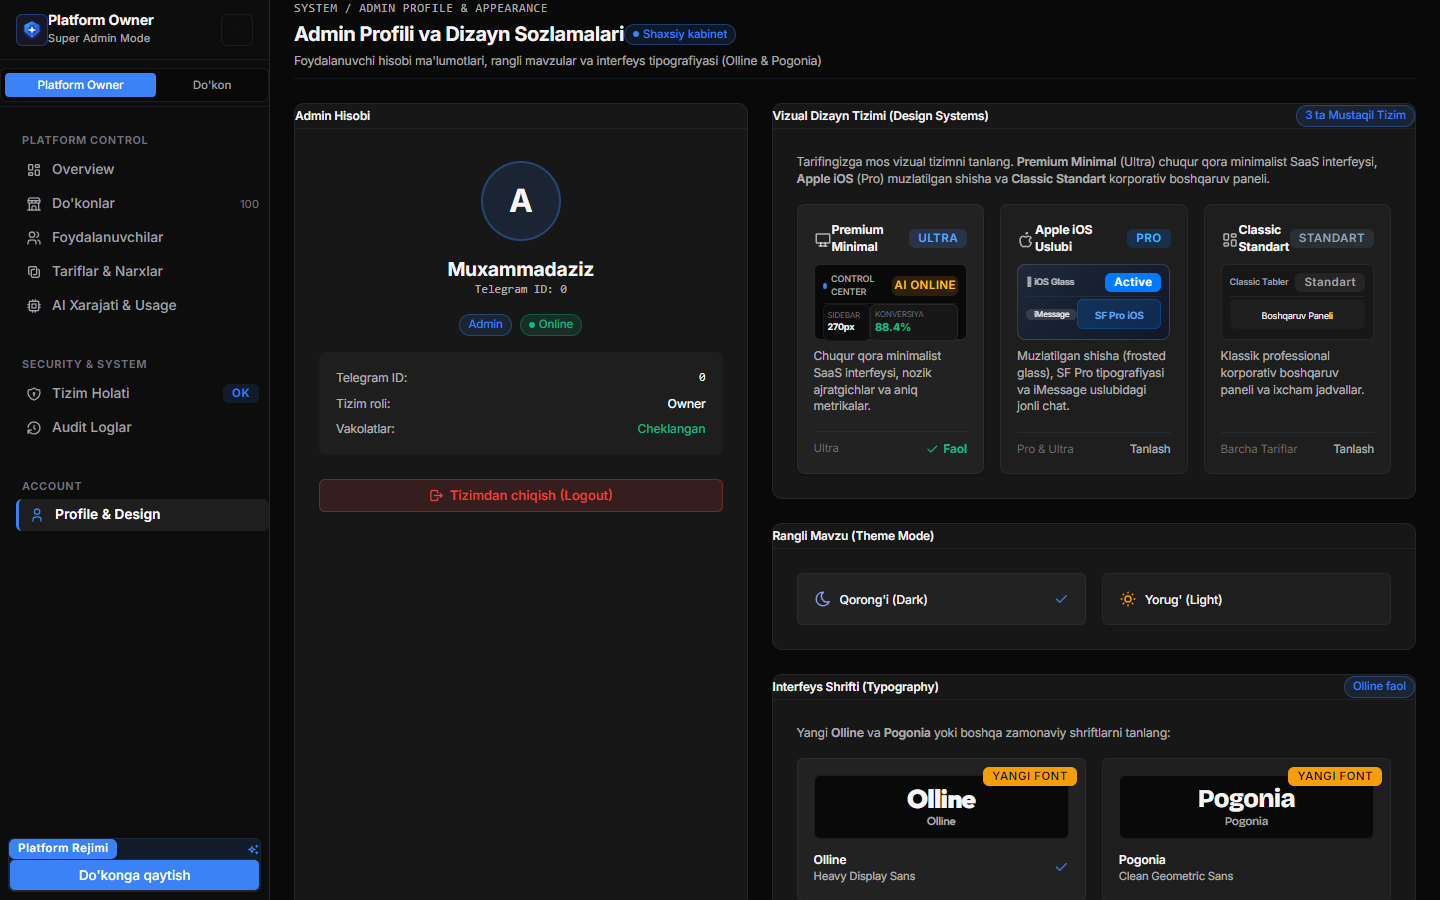 Platform Owner
Super Admin Mode
Platform Owner
Do'kon
PLATFORM CONTROL
Overview
Do'konlar
100
Foydalanuvchilar
Tariflar & Narxlar
AI Xarajati & Usage
SECURITY & SYSTEM
Tizim Holati
OK
Audit Loglar
ACCOUNT
Profile & Design
Platform Rejimi
Do'konga qaytish
SYSTEM / ADMIN PROFILE & APPEARANCE
Admin Profili va Dizayn Sozlamalari
Shaxsiy kabinet
Foydalanuvchi hisobi ma'lumotlari, rangli mavzular va interfeys tipografiyasi (Olline & Pogonia)
Admin Hisobi
A
Muxammadaziz
Telegram ID: 0
Admin
Online
Telegram ID:
0
Tizim roli:
Owner
Vakolatlar:
Cheklangan
Tizimdan chiqish (Logout)
Vizual Dizayn Tizimi (Design Systems)
3 ta Mustaqil Tizim
Tarifingizga mos vizual tizimni tanlang. Premium Minimal (Ultra) chuqur qora minimalist SaaS interfeysi,
Apple iOS (Pro) muzlatilgan shisha va Classic Standart korporativ boshqaruv paneli.
Premium
Minimal
ULTRA
CONTROL
CENTER
AI ONLINE
SIDEBAR
270px
KONVERSIYA
88.4%
Chuqur qora minimalist
SaaS interfeysi, nozik
ajratgichlar va aniq
metrikalar.
Ultra
Faol
Apple iOS
Uslubi
PRO
iOS Glass
Active
iMessage
SF Pro iOS
Muzlatilgan shisha (frosted
glass), SF Pro tipografiyasi
va iMessage uslubidagi
jonli chat.
Pro & Ultra
Tanlash
Classic
Standart
STANDART
Classic Tabler
Standart
Boshqaruv Paneli
Klassik professional
korporativ boshqaruv
paneli va ixcham jadvallar.
Barcha Tariflar
Tanlash
Rangli Mavzu (Theme Mode)
Qorong'i (Dark)
Yorug' (Light)
Interfeys Shrifti (Typography)
Olline faol
Yangi Olline va Pogonia yoki boshqa zamonaviy shriftlarni tanlang:
YANGI FONT
Olline
Olline
Olline
Heavy Display Sans
YANGI FONT
Pogonia
Pogonia
Pogonia
Clean Geometric Sans